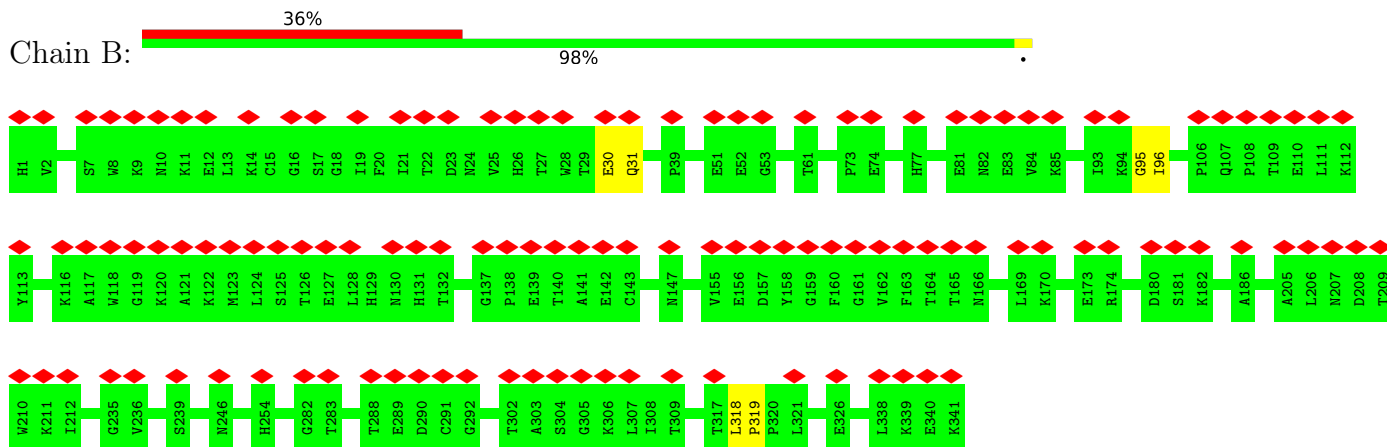 36%
Chain B:
98%
.
H1 V2 S7 W8 K9 N10 K11 E12 L13 K14 C15 G16 S17 G18 I19 F20 I21 T22 D23 N24 V25 H26 T27 W28 T29 E30 Q31 P39 E51 E52 G53 T61 P73 E74 H77 E81 N82 E83 V84 K85 I93 K94 G95 I96 P106 Q107 P108 T109 E110 L111 K112
Y113 K116 A117 W118 G119 K120 A121 K122 M123 L124 S125 T126 E127 L128 H129 N130 H131 T132 G137 P138 E139 T140 A141 E142 C143 N147 V155 E156 D157 Y158 G159 F160 G161 V162 F163 T164 T165 N166 L169 K170 E173 R174 D180 S181 K182 A186 A205 L206 N207 D208 T209
W210 K211 I212 G235 V236 S239 N246 H254 G282 T283 T288 E289 D290 C291 G292 T302 A303 S304 G305 K306 L307 I308 T309 T317 L318 P319 P320 L321 E326 L338 K339 E340 K341